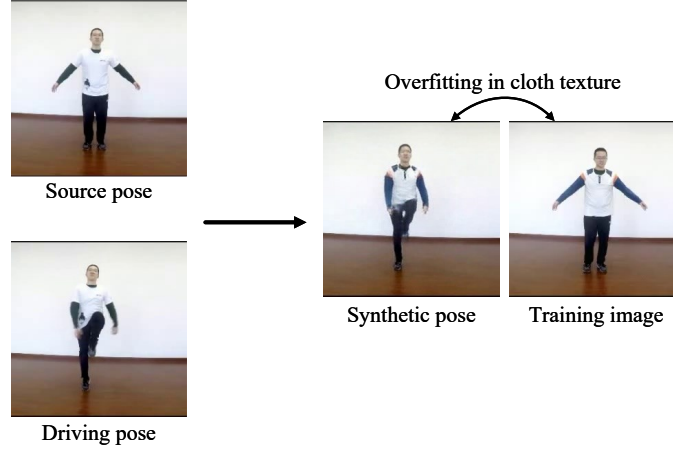 Overfitting in cloth texture
Source pose
Synthetic pose
Training image
Driving pose